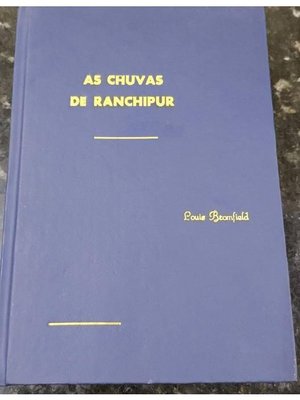 AS CHUVAS
DE RANCHIPUR
Louis Bromfield